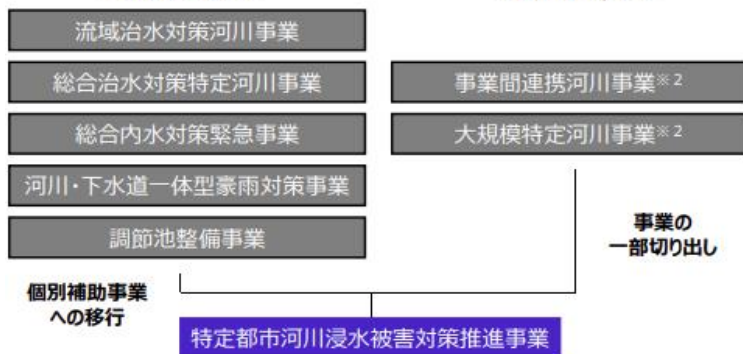 流域治水対策河川事業
総合治水対策特定河川事業
総合内水対策緊急事業
河川・下水道一体型豪雨対策事業
調節池整備事業
事業間連携河川事業※2
大規模特定河川事業※2
事業の
一部切り出し
個別補助事業
への移行
特定都市河川浸水被害対策推進事業